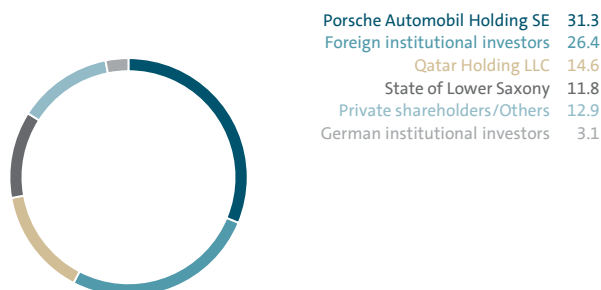 Porsche Automobil Holding SE 31.3
Foreign institutional investors 26.4
Qatar Holding LLC 14.6
State of Lower Saxony 11.8
Private shareholders/Others 12.9
German institutional investors 3.1